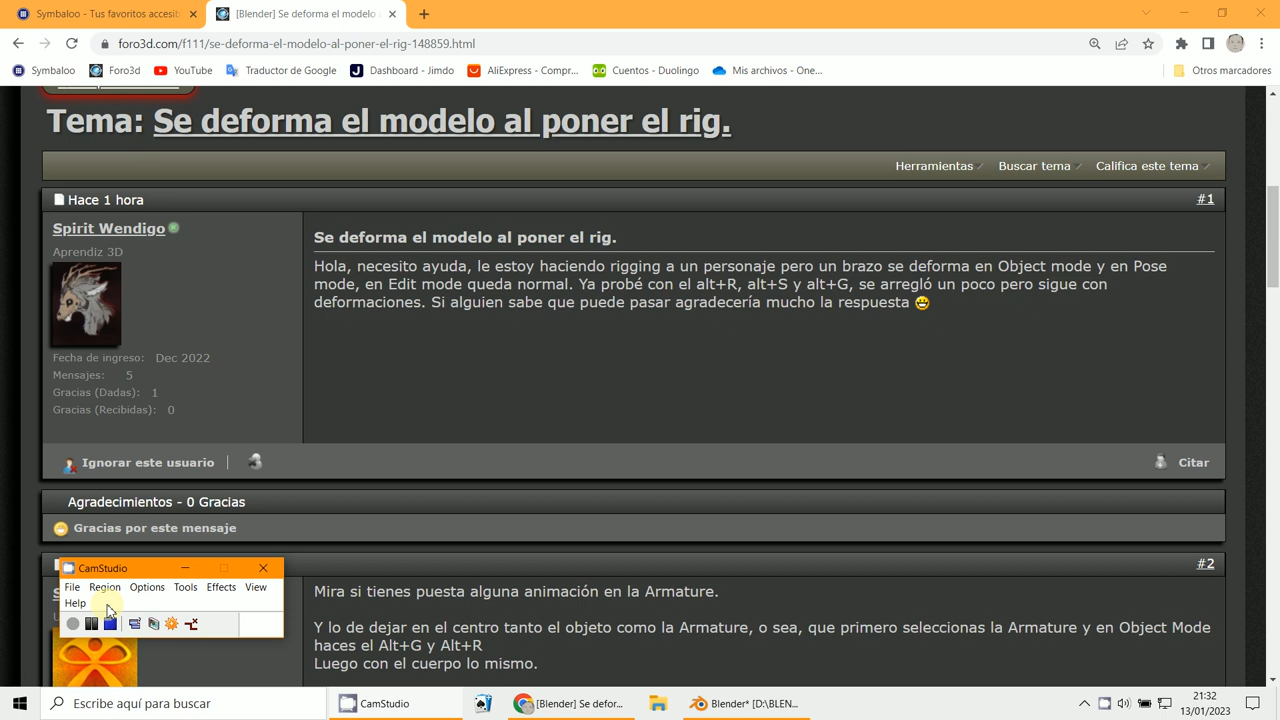 Symbaloo - Tus favoritos accesib
[Blender] Se deforma el modelo a
foro3d.com/f111/se-deforma-el-modelo-al-poner-el-rig-148859.html
Symbaloo
Foro3d
YouTube
Traductor de Google
Dashboard - Jimdo
AliExpress - Compr...
Cuentos - Duolingo
Mis archivos - One...
Otros marcadores
Tema: Se deforma el modelo al poner el rig.
Herramientas
Buscar tema
Califica este tema
Hace 1 hora
#1
Spirit Wendigo
Aprendiz 3D
Fecha de ingreso: Dec 2022
Mensajes: 5
Gracias (Dadas): 1
Gracias (Recibidas): 0
Se deforma el modelo al poner el rig.
Hola, necesito ayuda, le estoy haciendo rigging a un personaje pero un brazo se deforma en Object mode y en Pose
mode, en Edit mode queda normal. Ya probé con el alt+R, alt+S y alt+G, se arregló un poco pero sigue con
deformaciones. Si alguien sabe que puede pasar agradecería mucho la respuesta
Ignorar este usuario
Citar
Agradecimientos - 0 Gracias
Gracias por este mensaje
#2
CamStudio
File Region Options Tools Effects View
Help
Mira si tienes puesta alguna animación en la Armature.
Y lo de dejar en el centro tanto el objeto como la Armature, o sea, que primero seleccionas la Armature y en Object Mode
haces el Alt+G y Alt+R
Luego con el cuerpo lo mismo.
Escribe aquí para buscar
CamStudio
[Blender] Se defor...
Blender* [D:\BLEN...
21:32
13/01/2023